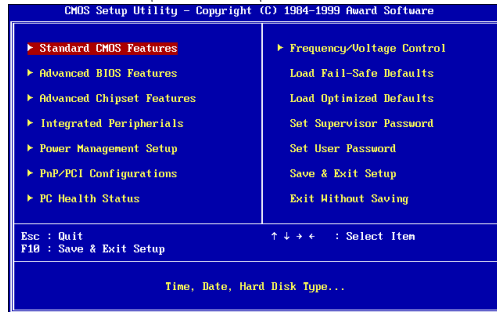 CMOS Setup Utility - Copyright (C) 1984-1999 Award Software
▶ Standard CMOS Features
▶ Advanced BIOS Features
▶ Advanced Chipset Features
▶ Integrated Peripherials
▶ Power Management Setup
▶ PnP/PCI Configurations
▶ PC Health Status
▶ Frequency/Voltage Control
Load Fail-Safe Defaults
Load Optimized Defaults
Set Supervisor Password
Set User Password
Save & Exit Setup
Exit Without Saving
Esc : Quit
F10 : Save & Exit Setup
↑ ↓ → ← : Select Item
Time, Date, Hard Disk Type...